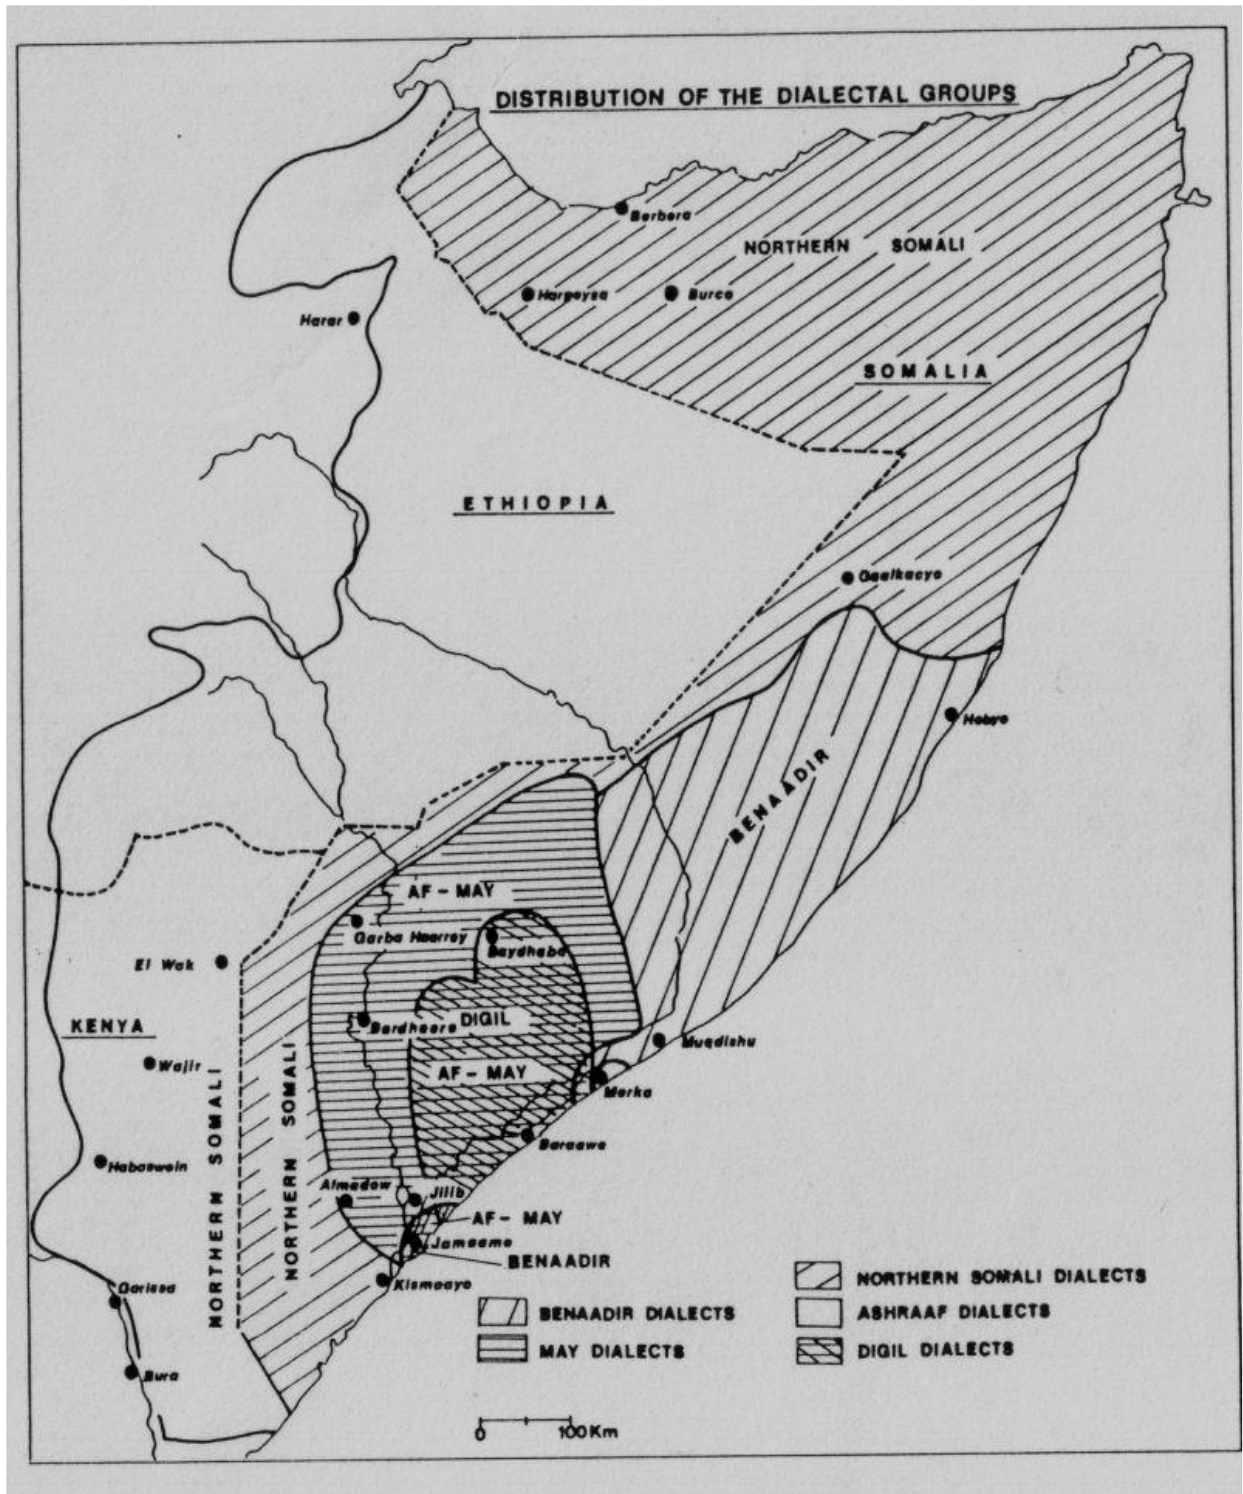 DISTRIBUTION OF THE DIALECTAL GROUPS
Berbera
NORTHERN SOMALI
Hargeysa
Burco
Harar
SOMALIA
ETHIOPIA
Gaalkacyo
Hobyo
BENAADIR
AF - MAY
Garba Haarrey
Baydhaba
El Wak
DIGIL
Bardheere
KENYA
Muqdishu
Wajir
AF - MAY
Marka
NORTHERN SOMALI
NORTHERN SOMALI
Baraawe
Habaswein
Afmadow
Jilib
AF - MAY
Jamaame
BENAADIR
Kismaayo
Garissa
NORTHERN SOMALI DIALECTS
BENAADIR DIALECTS
ASHRAAF DIALECTS
MAY DIALECTS
DIGIL DIALECTS
Bura
0 100 Km